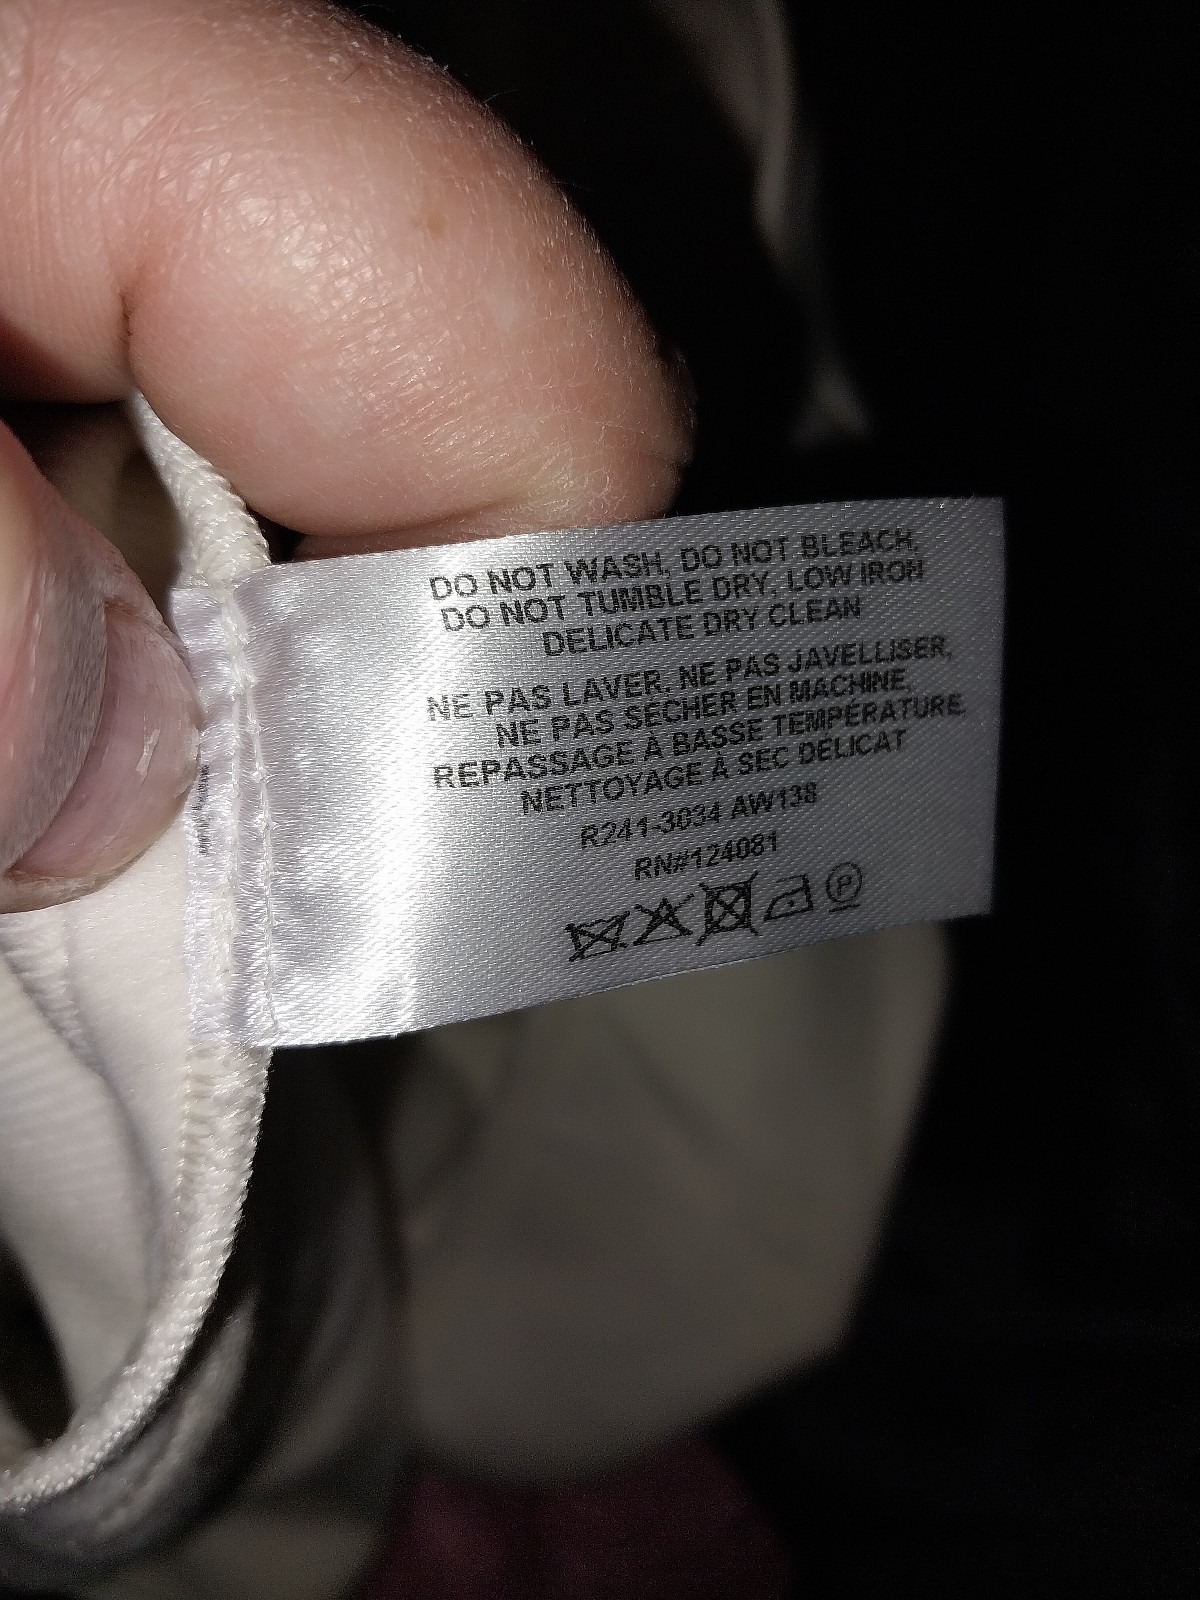 DO NOT WASH, DO NOT BLEACH,
DO NOT TUMBLE DRY, LOW IRON
DELICATE DRY CLEAN
NE PAS LAVER, NE PAS JAVELLISER,
NE PAS SÉCHER EN MACHINE,
REPASSAGE À BASSE TEMPÉRATURE,
NETTOYAGE À SEC DÉLICAT
R241-3034 AW138
RN#124081
P